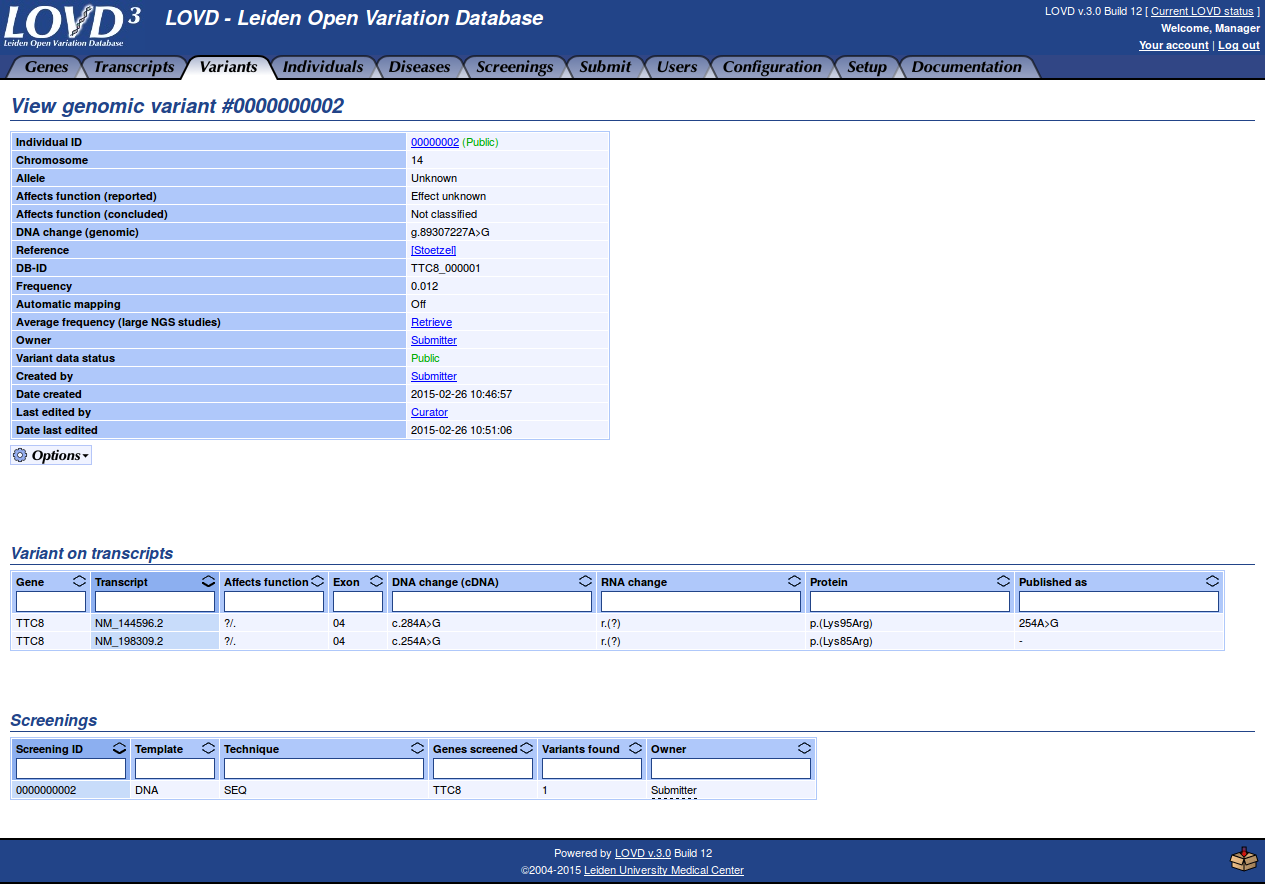 LOVD 3
Leiden Open Variation Database
LOVD - Leiden Open Variation Database
LOVD v.3.0 Build 12 [ Current LOVD status ]
Welcome, Manager
Your account | Log out
Genes Transcripts Variants Individuals Diseases Screenings Submit Users Configuration Setup Documentation
View genomic variant #0000000002
Individual ID 00000002 (Public)
Chromosome 14
Allele Unknown
Affects function (reported) Effect unknown
Affects function (concluded) Not classified
DNA change (genomic) g.89307227A>G
Reference [Stoetzel]
DB-ID TTC8_000001
Frequency 0.012
Automatic mapping Off
Average frequency (large NGS studies) Retrieve
Owner Submitter
Variant data status Public
Created by Submitter
Date created 2015-02-26 10:46:57
Last edited by Curator
Date last edited 2015-02-26 10:51:06
Options
Variant on transcripts
Gene Transcript Affects function Exon DNA change (cDNA) RNA change Protein Published as
TTC8 NM_144596.2 ?/. 04 c.284A>G r.(?) p.(Lys95Arg) 254A>G
TTC8 NM_198309.2 ?/. 04 c.254A>G r.(?) p.(Lys85Arg) -
Screenings
Screening ID Template Technique Genes screened Variants found Owner
0000000002 DNA SEQ TTC8 1 Submitter
Powered by LOVD v.3.0 Build 12
©2004-2015 Leiden University Medical Center